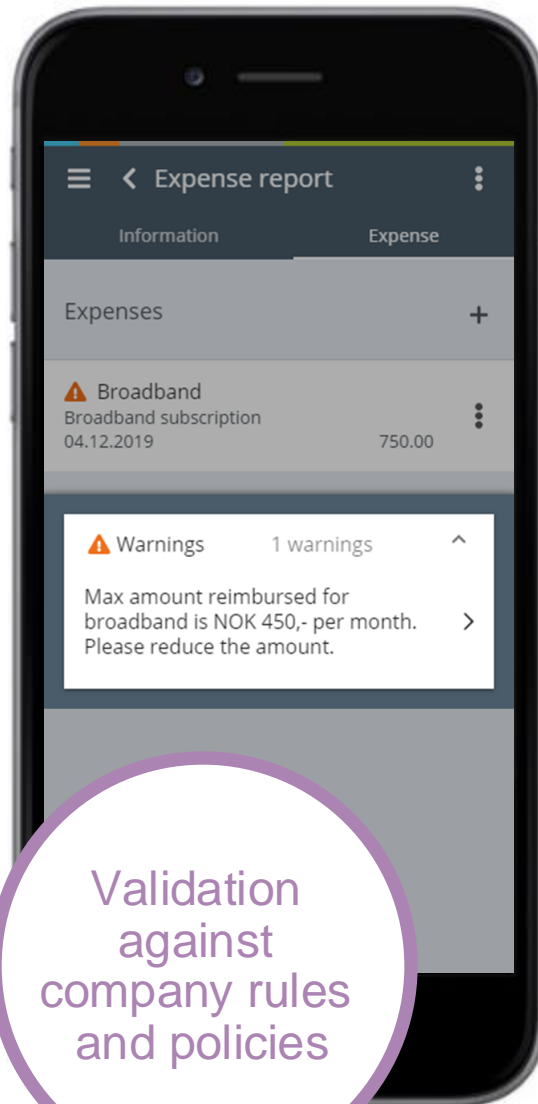 Expense report
Information Expense
Expenses +
Broadband
Broadband subscription
04.12.2019 750.00
Warnings 1 warnings
Max amount reimbursed for
broadband is NOK 450,- per month.
Please reduce the amount.
Validation
against
company rules
and policies